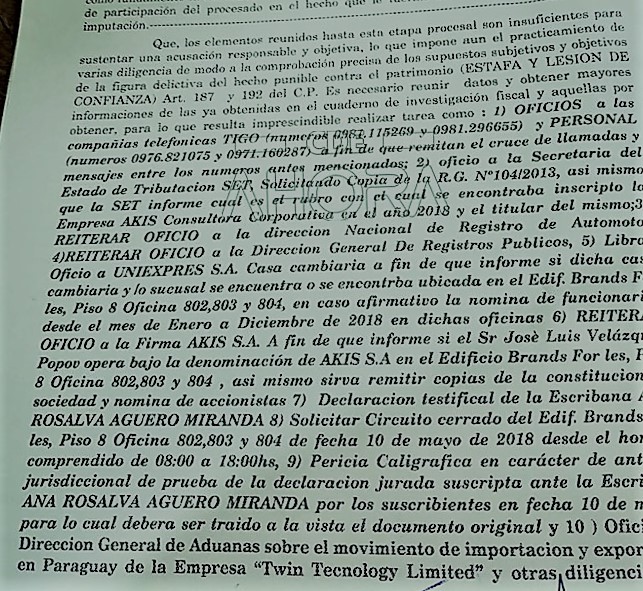 de participación del procesado en el hecho que
imputación.
Que, los elementos reunidos hasta esta etapa procesal son insuficientes para
sustentar una acusación responsable y objetiva, lo que impone aun el practicamiento de
varias diligencia de modo a la comprobación precisa de los supuestos subjetivos y objetivos
de la figura delictiva del hecho punible contra el patrimonio (ESTAFA Y LESION DE
CONFIANZA) Art. 187 y 192 del C.P. Es necesario reunir datos y obtener mayores
informaciones de las ya obtenidas en el cuaderno de investigación fiscal y aquellas por
obtener, para lo que resulta imprescindible realizar tarea como : 1) OFICIOS a las
compañias telefonicas TIGO (numeros 0981.115269 y 0981.296655) y PERSONAL
(numeros 0976.821075 y 0971.160287) a fin de que remitan el cruce de llamadas y
mensajes entre los numeros antes mencionados; 2) oficio a la Secretaria del
Estado de Tributacion SET, Solicitando Copia de la R.G. Nº104/2013, asi mismo
que la SET informe cual es el rubro con el cual se encontraba inscripto la
Empresa AKIS Consultora Corporativa en el año 2018 y el titular del mismo;3
REITERAR OFICIO a la direccion Nacional de Registro de Automoto
4)REITERAR OFICIO a la Direccion General De Registros Publicos, 5) Libro
Oficio a UNIEXPRES S.A. Casa cambiaria a fin de que informe si dicha cas
cambiaria y/o sucusal se encuentra o se encontrba ubicada en el Edif. Brands F
les, Piso 8 Oficina 802,803 y 804, en caso afirmativo la nomina de funcionari
desde el mes de Enero a Diciembre de 2018 en dichas oficinas 6) REITERA
OFICIO a la Firma AKIS S.A. A fin de que informe si el Sr Josè Luis Velázqu
Popov opera bajo la denominación de AKIS S.A en el Edificio Brands For les, P
8 Oficina 802,803 y 804 , asi mismo sirva remitir copias de la constitucion
sociedad y nomina de accionistas 7) Declaracion testifical de la Escribana A
ROSALVA AGUERO MIRANDA 8) Solicitar Circuito cerrado del Edif. Brands
les, Piso 8 Oficina 802,803 y 804 de fecha 10 de mayo de 2018 desde el hor
comprendido de 08:00 a 18:00hs, 9) Pericia Caligrafica en carácter de ant
jurisdiccional de prueba de la declaracion jurada suscripta ante la Escri
ANA ROSALVA AGUERO MIRANDA por los suscribientes en fecha 10 de m
para lo cual debera ser traido a la vista el documento original y 10 ) Ofici
Direccion General de Aduanas sobre el movimiento de importacion y expor
en Paraguay de la Empresa “Twin Tecnology Limited” y otras diligenci